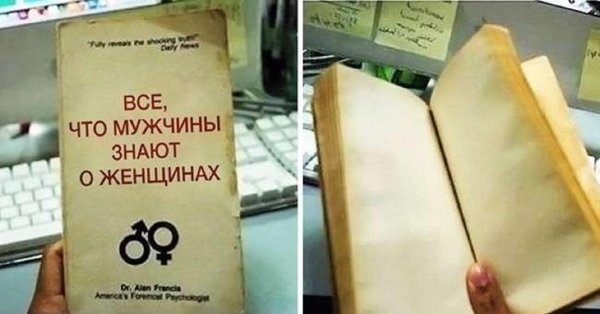 "Fully reveals the shocking truth!"
Daily News
ВСЕ,
ЧТО МУЖЧИНЫ
ЗНАЮТ
О ЖЕНЩИНАХ
Dr. Alan Francis
America's Foremost Psychologist